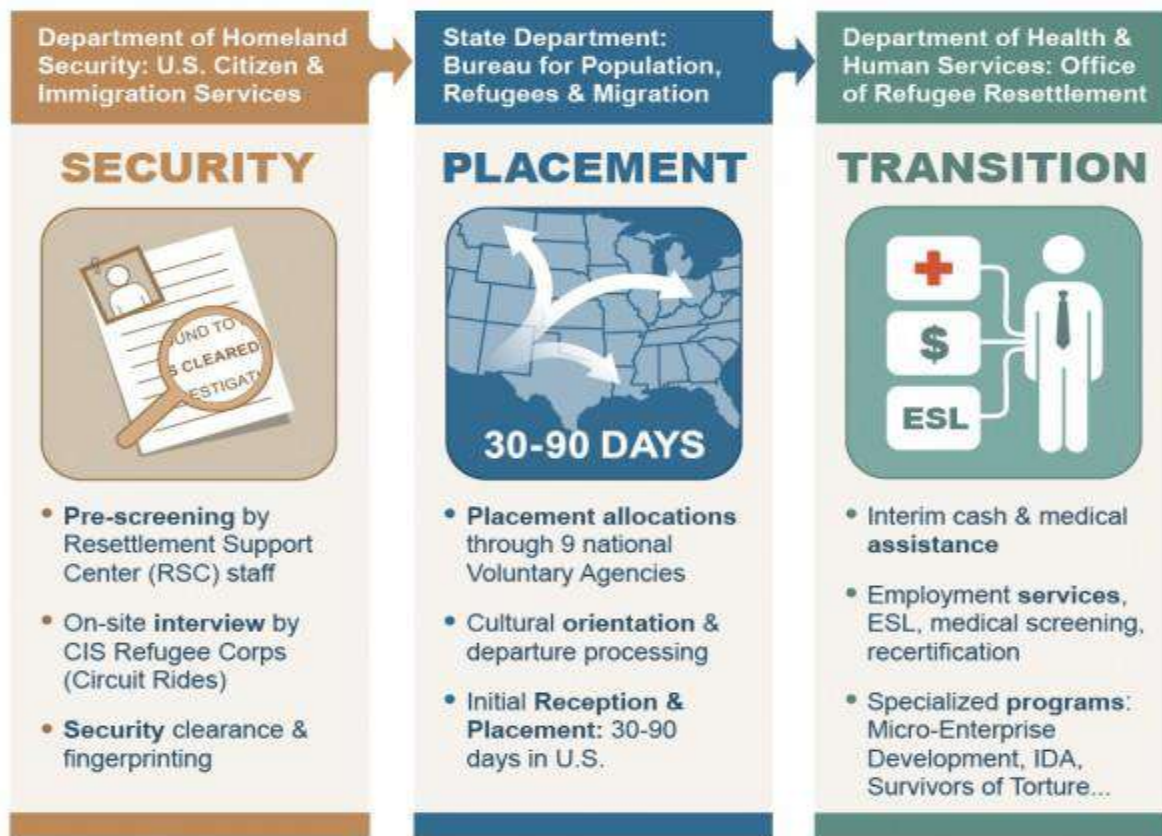 Department of Homeland
Security: U.S. Citizen &
Immigration Services
SECURITY
UND TO
S CLEARED
ESTIGAT
• Pre-screening by
Resettlement Support
Center (RSC) staff
• On-site interview by
CIS Refugee Corps
(Circuit Rides)
• Security clearance &
fingerprinting
State Department:
Bureau for Population,
Refugees & Migration
PLACEMENT
30-90 DAYS
• Placement allocations
through 9 national
Voluntary Agencies
• Cultural orientation &
departure processing
• Initial Reception &
Placement: 30-90
days in U.S.
Department of Health &
Human Services: Office
of Refugee Resettlement
TRANSITION
$
ESL
• Interim cash & medical
assistance
• Employment services,
ESL, medical screening,
recertification
• Specialized programs:
Micro-Enterprise
Development, IDA,
Survivors of Torture...